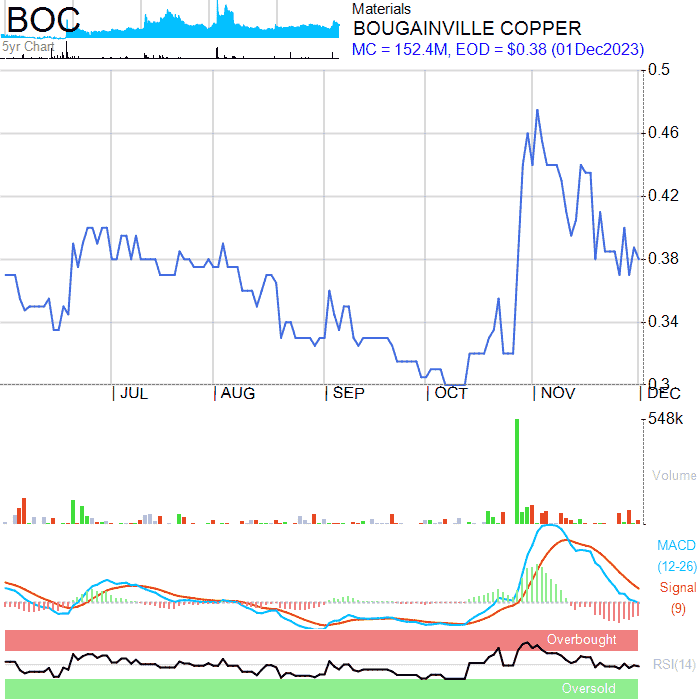 BOC
5yr Chart
Materials
BOUGAINVILLE COPPER
MC = 152.4M, EOD = $0.38 (01Dec2023)
0.5
0.46
0.42
0.38
0.34
0.3
JUL AUG SEP OCT NOV DEC
548k
Volume
MACD
(12-26)
Signal
(9)
Overbought
RSI(14)
Oversold